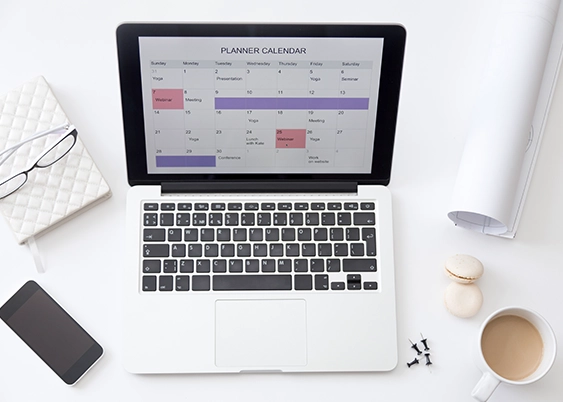 PLANNER CALENDAR
Sunday Monday Tuesday Wednesday Thursday Friday Saturday
31 1 2 3 4 5 6
Yoga Presentation Yoga Seminar
7 8 9 10 11 12 13
Webinar Meeting
14 15 16 17 18 19 20
Yoga Meeting
21 22 23 24 25 26 27
Yoga Lunch Webinar Yoga
with Kate
28 29 30 1 2 3 4
Conference Work
on website
Q W E R T Y U I O P
A S D F G H J K L
Z X C V B N M